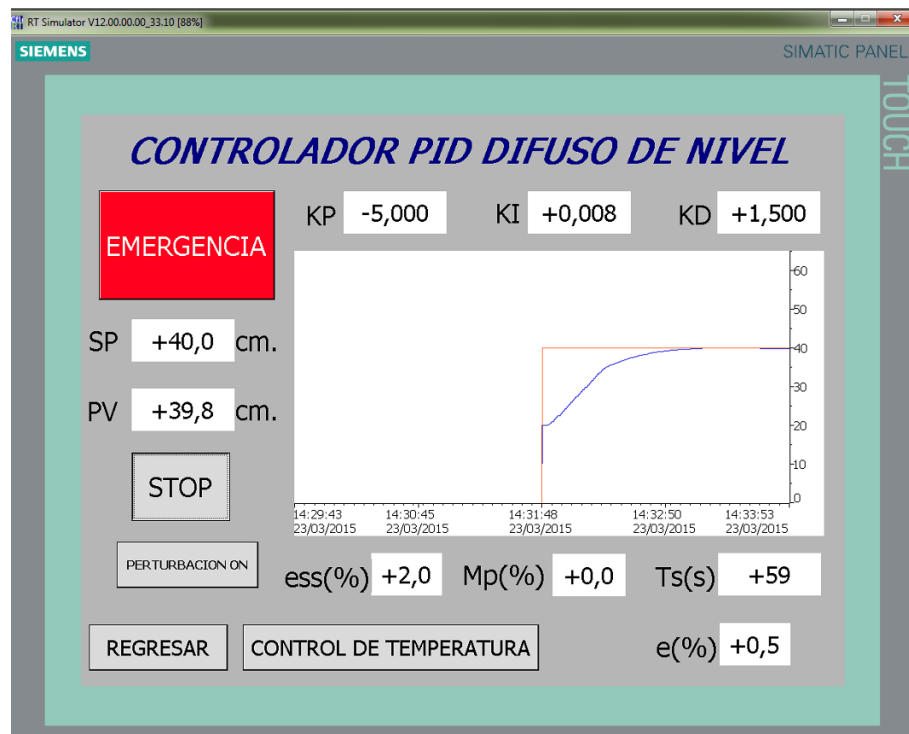 RT Simulator V12.00.00.00_33.10 [88%]
SIEMENS
SIMATIC PANEL
TOUCH
CONTROLADOR PID DIFUSO DE NIVEL
EMERGENCIA
KP -5,000 KI +0,008 KD +1,500
SP +40,0 cm.
PV +39,8 cm.
STOP
PERTURBACION ON
60
50
40
30
20
10
0
14:29:43 14:30:45 14:31:48 14:32:50 14:33:53
23/03/2015 23/03/2015 23/03/2015 23/03/2015 23/03/2015
ess(%) +2,0 Mp(%) +0,0 Ts(s) +59
REGRESAR CONTROL DE TEMPERATURA e(%) +0,5